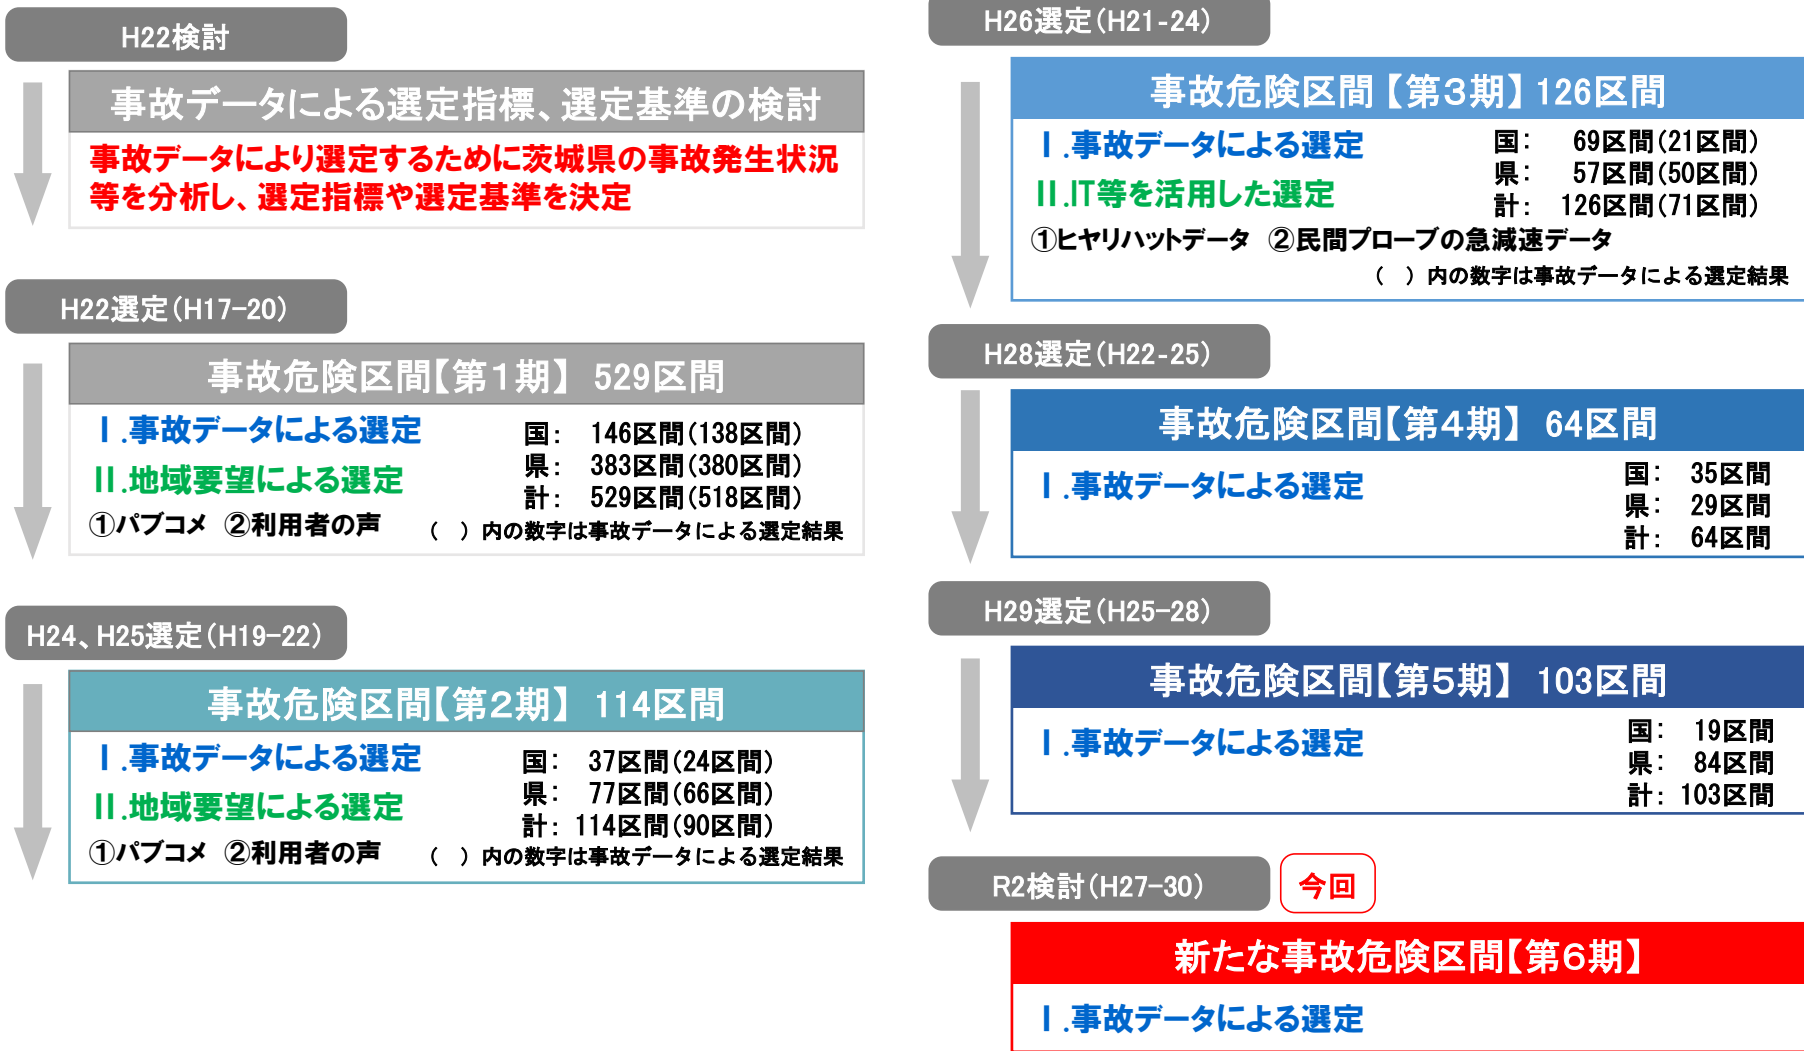 H22検討
事故データによる選定指標、選定基準の検討
事故データにより選定するために茨城県の事故発生状況
等を分析し、選定指標や選定基準を決定
H22選定(H17-20)
事故危険区間【第1期】 529区間
Ⅰ.事故データによる選定
Ⅱ.地域要望による選定
①パブコメ ②利用者の声
国: 146区間(138区間)
県: 383区間(380区間)
計: 529区間(518区間)
( )内の数字は事故データによる選定結果
H24、H25選定(H19-22)
事故危険区間【第2期】 114区間
Ⅰ.事故データによる選定
Ⅱ.地域要望による選定
①パブコメ ②利用者の声
国: 37区間(24区間)
県: 77区間(66区間)
計: 114区間(90区間)
( )内の数字は事故データによる選定結果
H26選定(H21-24)
事故危険区間【第3期】 126区間
Ⅰ.事故データによる選定
Ⅱ.IT等を活用した選定
国: 69区間(21区間)
県: 57区間(50区間)
計: 126区間(71区間)
①ヒヤリハットデータ ②民間プローブの急減速データ
( )内の数字は事故データによる選定結果
H28選定(H22-25)
事故危険区間【第4期】 64区間
Ⅰ.事故データによる選定
国: 35区間
県: 29区間
計: 64区間
H29選定(H25-28)
事故危険区間【第5期】 103区間
Ⅰ.事故データによる選定
国: 19区間
県: 84区間
計: 103区間
R2検討(H27-30)
今回
新たな事故危険区間【第6期】
Ⅰ.事故データによる選定